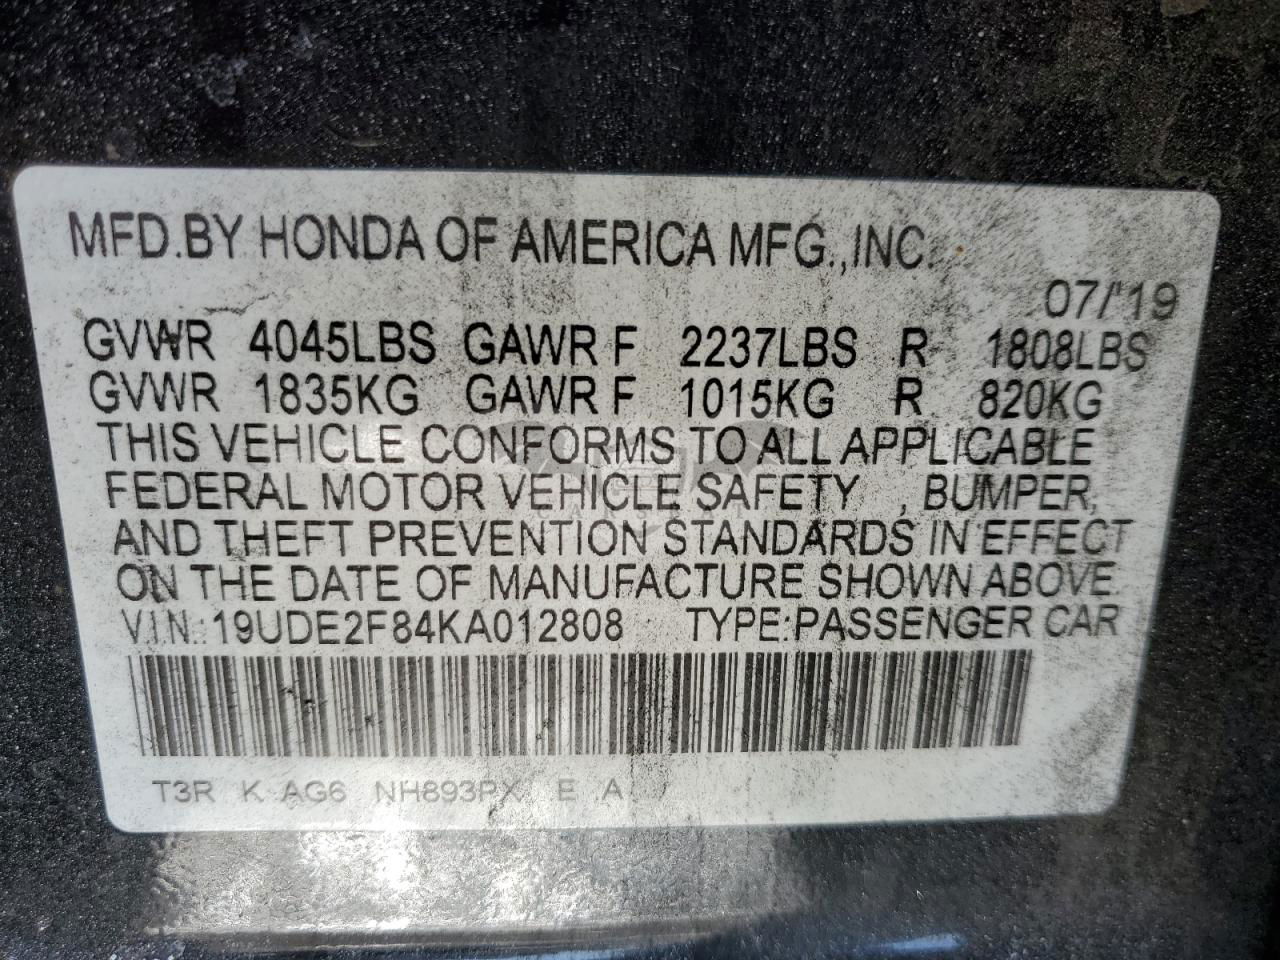 MFD.BY HONDA OF AMERICA MFG.,INC.
07/'19
GVWR 4045LBS GAWR F 2237LBS R 1808LBS
GVWR 1835KG GAWR F 1015KG R 820KG
THIS VEHICLE CONFORMS TO ALL APPLICABLE
FEDERAL MOTOR VEHICLE SAFETY , BUMPER,
AND THEFT PREVENTION STANDARDS IN EFFECT
ON THE DATE OF MANUFACTURE SHOWN ABOVE.
V.I.N.:19UDE2F84KA012808 TYPE:PASSENGER CAR
T3R K AG6 NH893PX E A